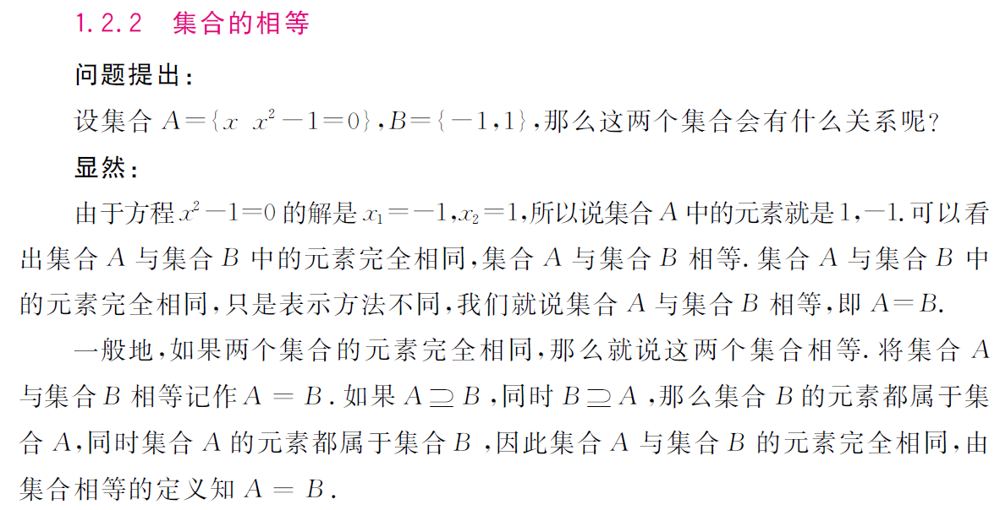 1.2.2 集合的相等
问题提出：
设集合 A={x x²－1=0},B={－1,1},那么这两个集合会有什么关系呢?
显然：
由于方程 x²－1=0 的解是 x₁=－1,x₂=1,所以说集合 A 中的元素就是1,－1. 可以看
出集合 A 与集合 B 中的元素完全相同,集合 A 与集合 B 相等. 集合 A 与集合 B 中
的元素完全相同,只是表示方法不同,我们就说集合 A 与集合 B 相等,即 A=B.
一般地,如果两个集合的元素完全相同,那么就说这两个集合相等. 将集合 A
与集合 B 相等记作 A = B. 如果 A⊇B ,同时 B⊇A ,那么集合 B 的元素都属于集
合 A,同时集合 A 的元素都属于集合 B ,因此集合 A 与集合 B 的元素完全相同,由
集合相等的定义知 A = B.